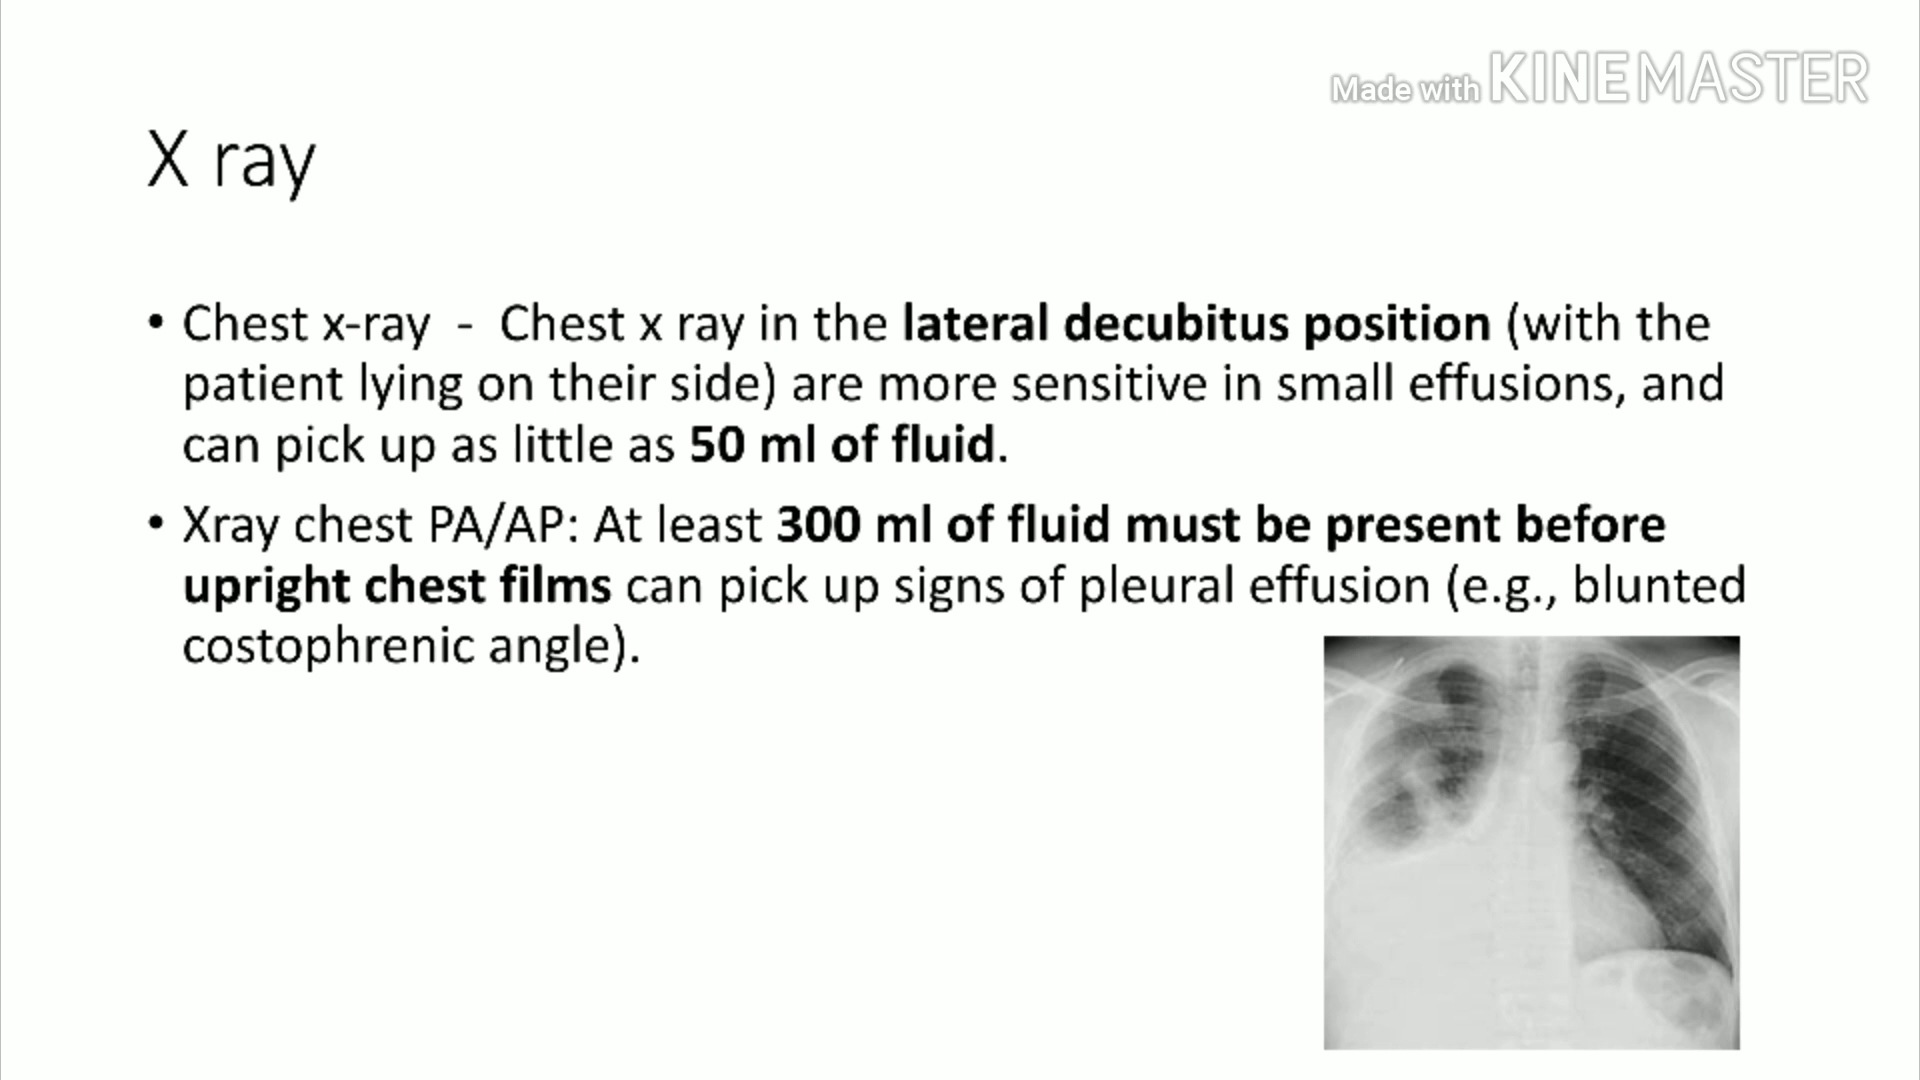 Made with KINEMASTER
X ray
• Chest x-ray - Chest x ray in the lateral decubitus position (with the
patient lying on their side) are more sensitive in small effusions, and
can pick up as little as 50 ml of fluid.
• Xray chest PA/AP: At least 300 ml of fluid must be present before
upright chest films can pick up signs of pleural effusion (e.g., blunted
costophrenic angle).